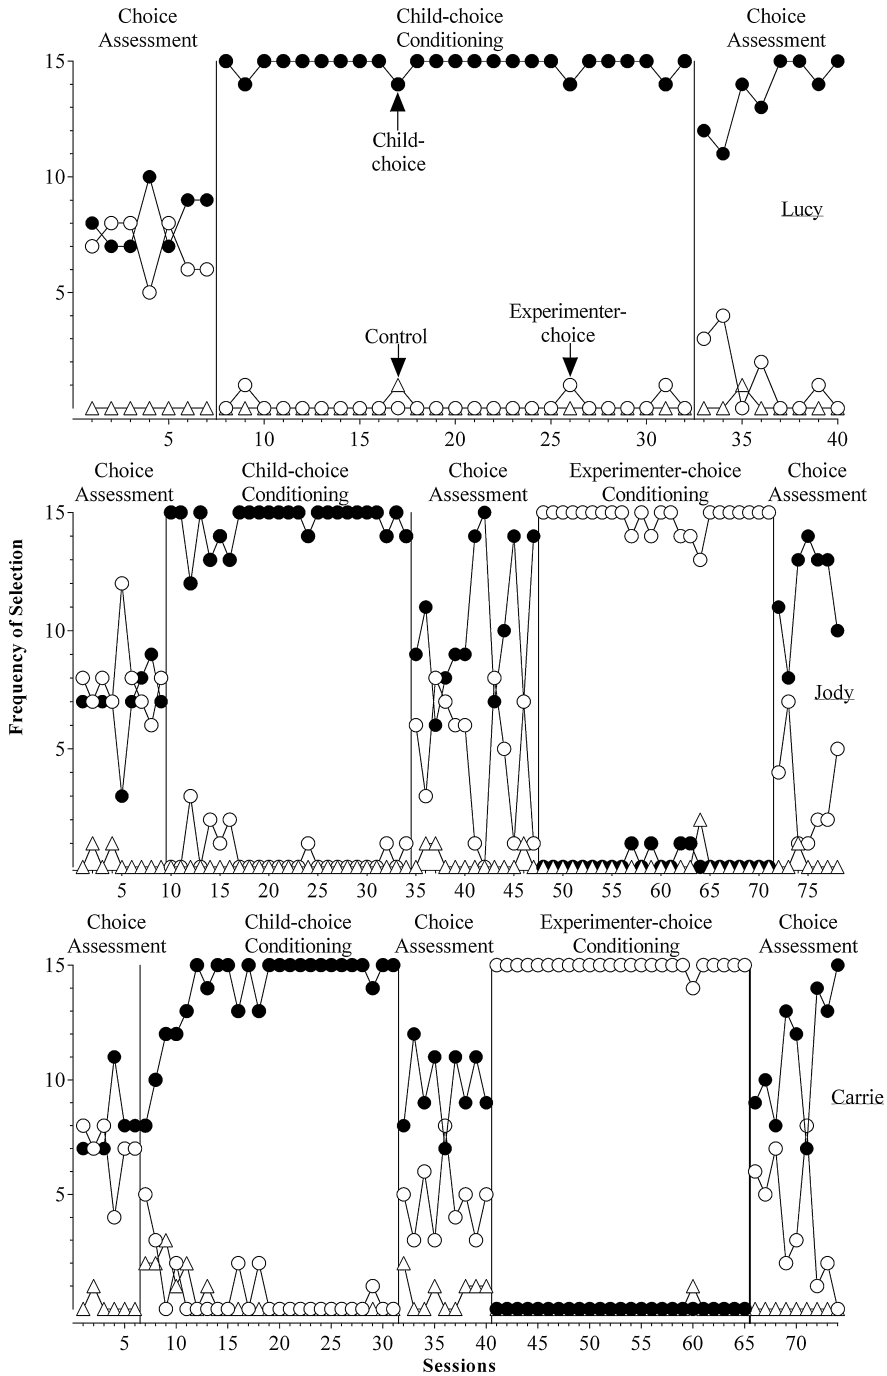 Choice Child-choice Choice
Assessment Conditioning Assessment
15
Child-
choice
10
Lucy
5
Experimenter-
Control choice
5 10 15 20 25 30 35 40
Choice Child-choice Choice Experimenter-choice Choice
Assessment Conditioning Assessment Conditioning Assessment
15
10
Frequency of Selection
Jody
5
5 10 15 20 25 30 35 40 45 50 55 60 65 70 75
Choice Child-choice Choice Experimenter-choice Choice
Assessment Conditioning Assessment Conditioning Assessment
15
10
Carrie
5
5 10 15 20 25 30 35 40 45 50 55 60 65 70
Sessions